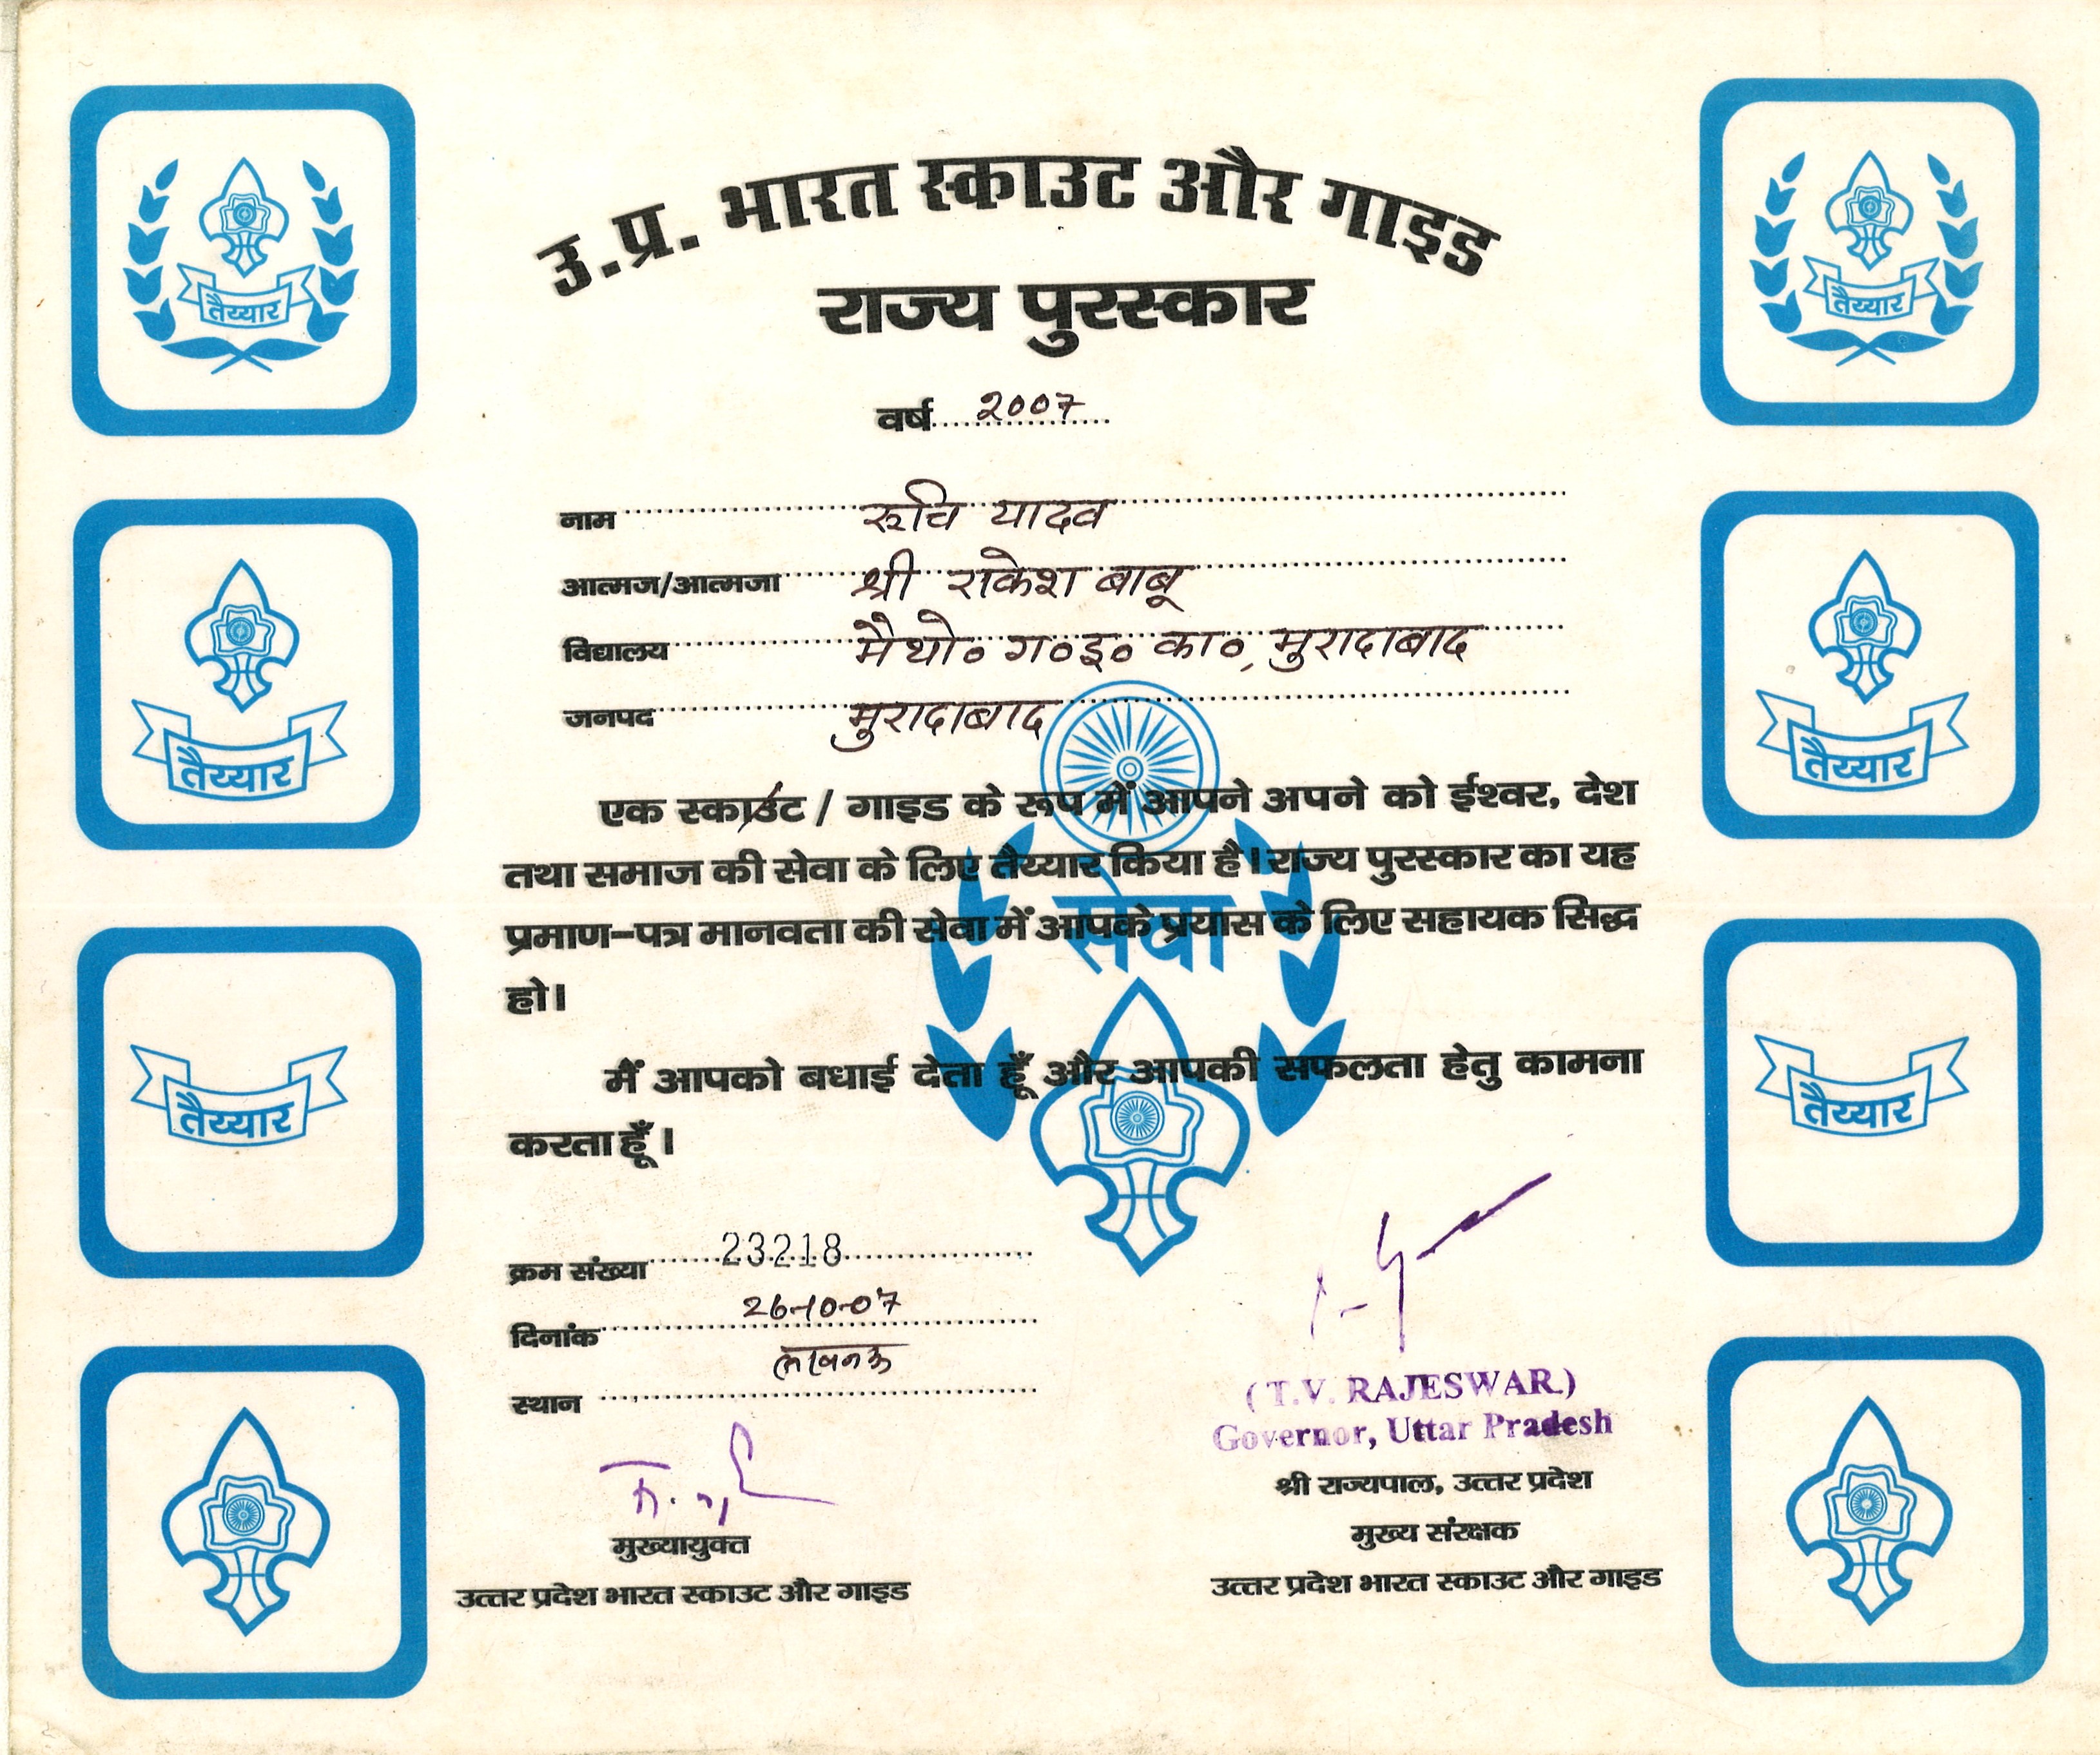 उ.प्र. भारत स्काउट और गाइड
राज्य पुरस्कार
वर्ष 2007
नाम रूचि यादव
आत्मज/आत्मजा श्री राकेश बाबू
विद्यालय मैथो० ग०इ० का०, मुरादाबाद
जनपद मुरादाबाद
एक स्काउट / गाइड के रूप में आपने अपने को ईश्वर, देश
तथा समाज की सेवा के लिए तैय्यार किया है। राज्य पुरस्कार का यह
प्रमाण-पत्र मानवता की सेवा में आपके प्रयास के लिए सहायक सिद्ध
हो।
सेवा
मैं आपको बधाई देता हूँ और आपकी सफलता हेतु कामना
करता हूँ।
क्रम संख्या 23218
दिनांक 26-10-07
स्थान लखनऊ
मुख्यायुक्त
उत्तर प्रदेश भारत स्काउट और गाइड
( T.V. RAJESWAR.)
Governor, Uttar Pradesh
श्री राज्यपाल, उत्तर प्रदेश
मुख्य संरक्षक
उत्तर प्रदेश भारत स्काउट और गाइड
तैय्यार
तैय्यार
तैय्यार
तैय्यार
तैय्यार
तैय्यार